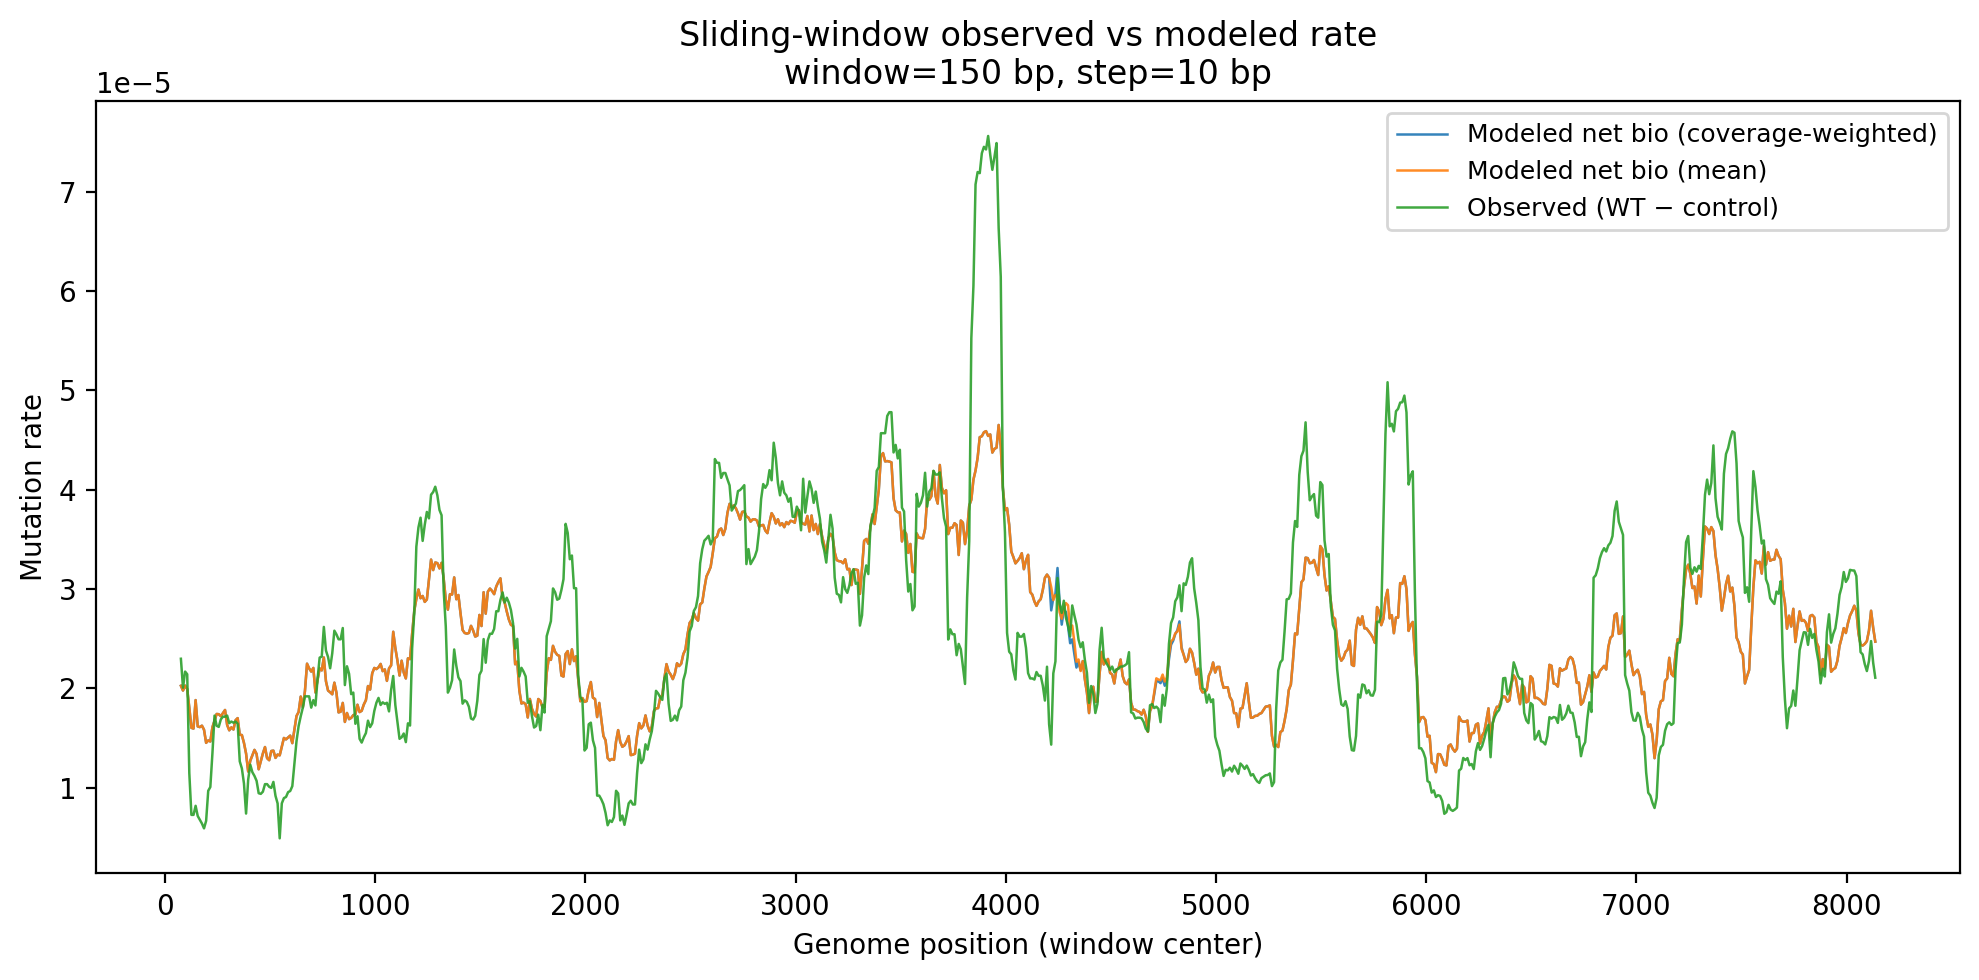 Sliding-window observed vs modeled rate
window=150 bp, step=10 bp
1e−5
Modeled net bio (coverage-weighted)
Modeled net bio (mean)
Observed (WT − control)
7
6
5
4
3
2
1
Mutation rate
0 1000 2000 3000 4000 5000 6000 7000 8000
Genome position (window center)